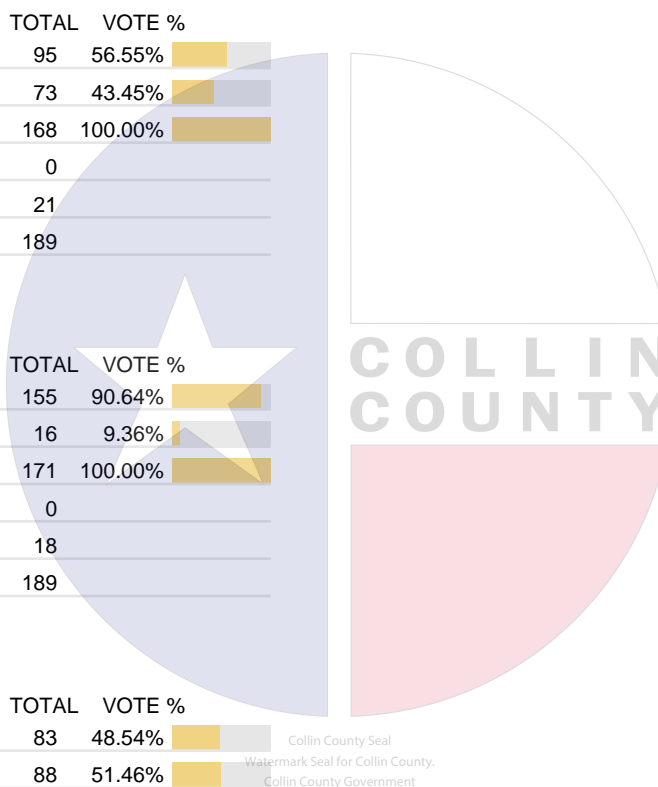 TOTAL VOTE %
95 56.55%
73 43.45%
168 100.00%
0
21
189
TOTAL VOTE %
155 90.64%
16 9.36%
171 100.00%
0
18
189
COLLIN
COUNTY
TOTAL VOTE %
83 48.54%
88 51.46%
Collin County Seal
Watermark Seal for Collin County.
Collin County Government